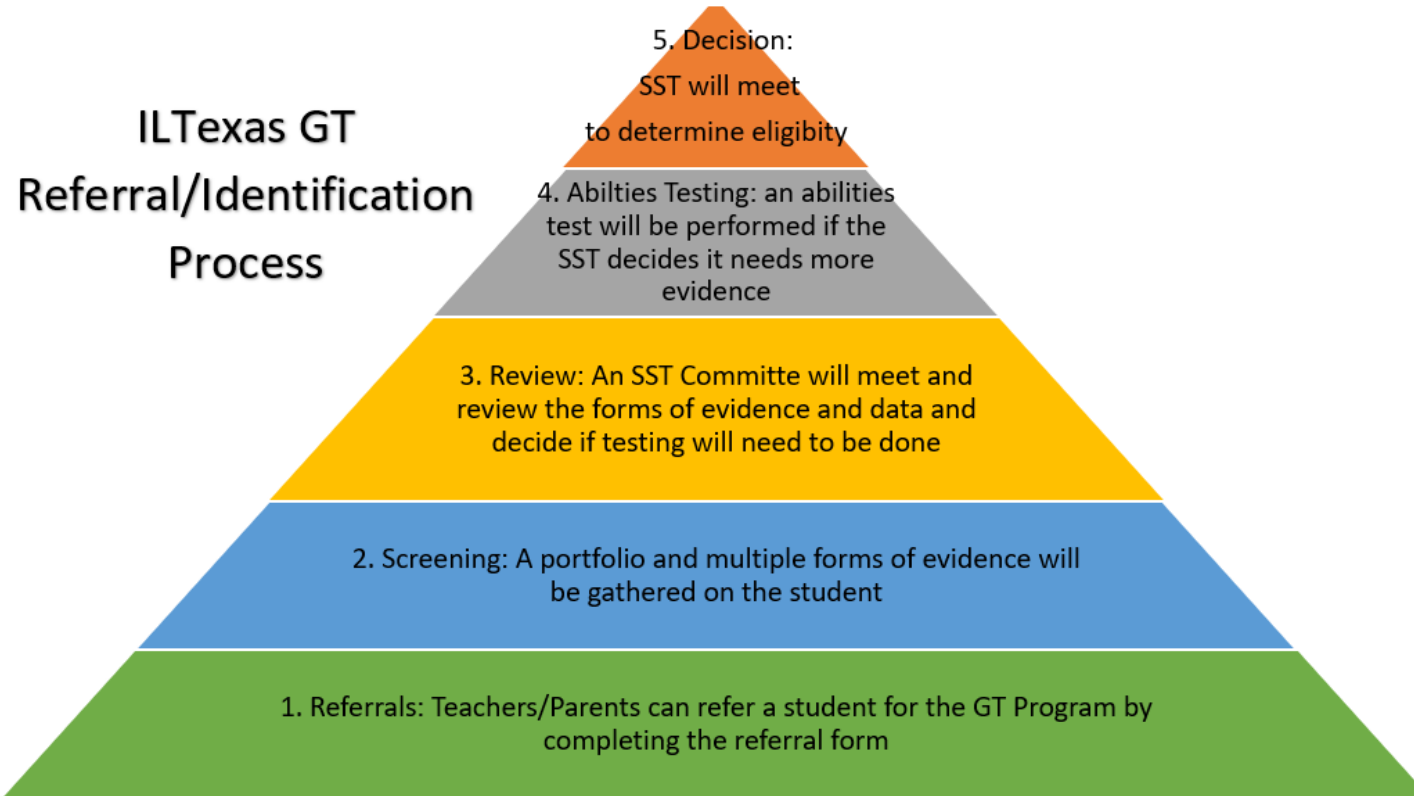 ILTexas GT
Referral/Identification
Process
5. Decision:
SST will meet
to determine eligibity
4. Abilties Testing: an abilities
test will be performed if the
SST decides it needs more
evidence
3. Review: An SST Committe will meet and
review the forms of evidence and data and
decide if testing will need to be done
2. Screening: A portfolio and multiple forms of evidence will
be gathered on the student
1. Referrals: Teachers/Parents can refer a student for the GT Program by
completing the referral form